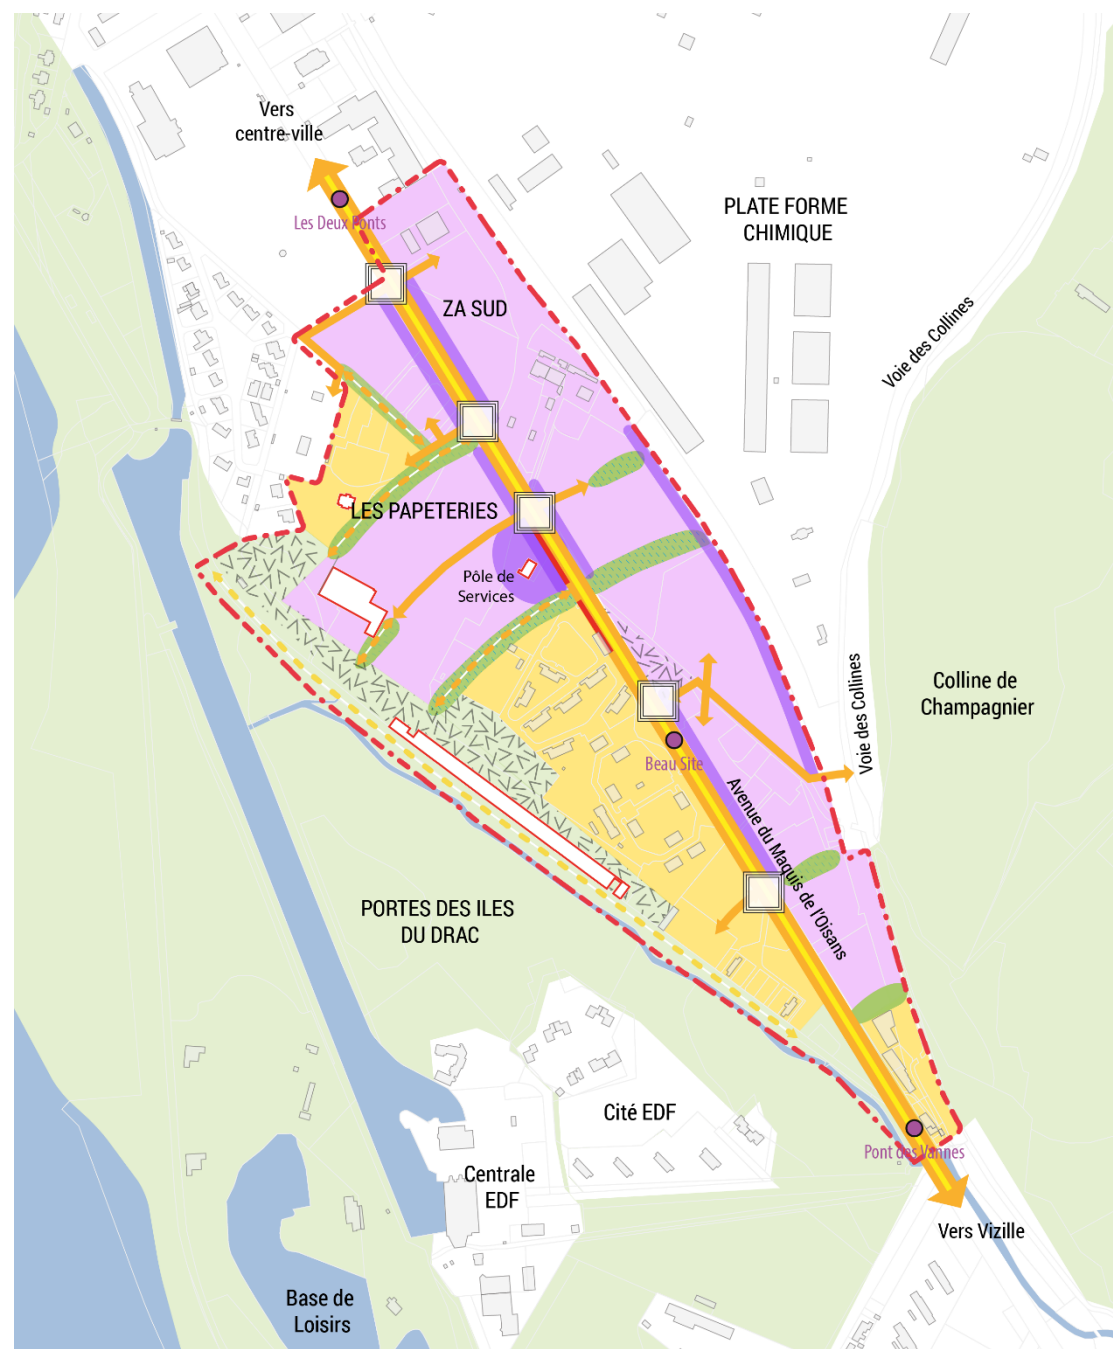 Vers
centre-ville
Les Deux Ponts
PLATE FORME
CHIMIQUE
ZA SUD
Voie des Collines
LES PAPETERIES
Pôle de
Services
Voie des Collines
Colline de
Champagnier
Beau Site
Avenue du Maquis de l'Oisans
PORTES DES ILES
DU DRAC
Cité EDF
Pont des Vannes
Centrale
EDF
Vers Vizille
Base de
Loisirs